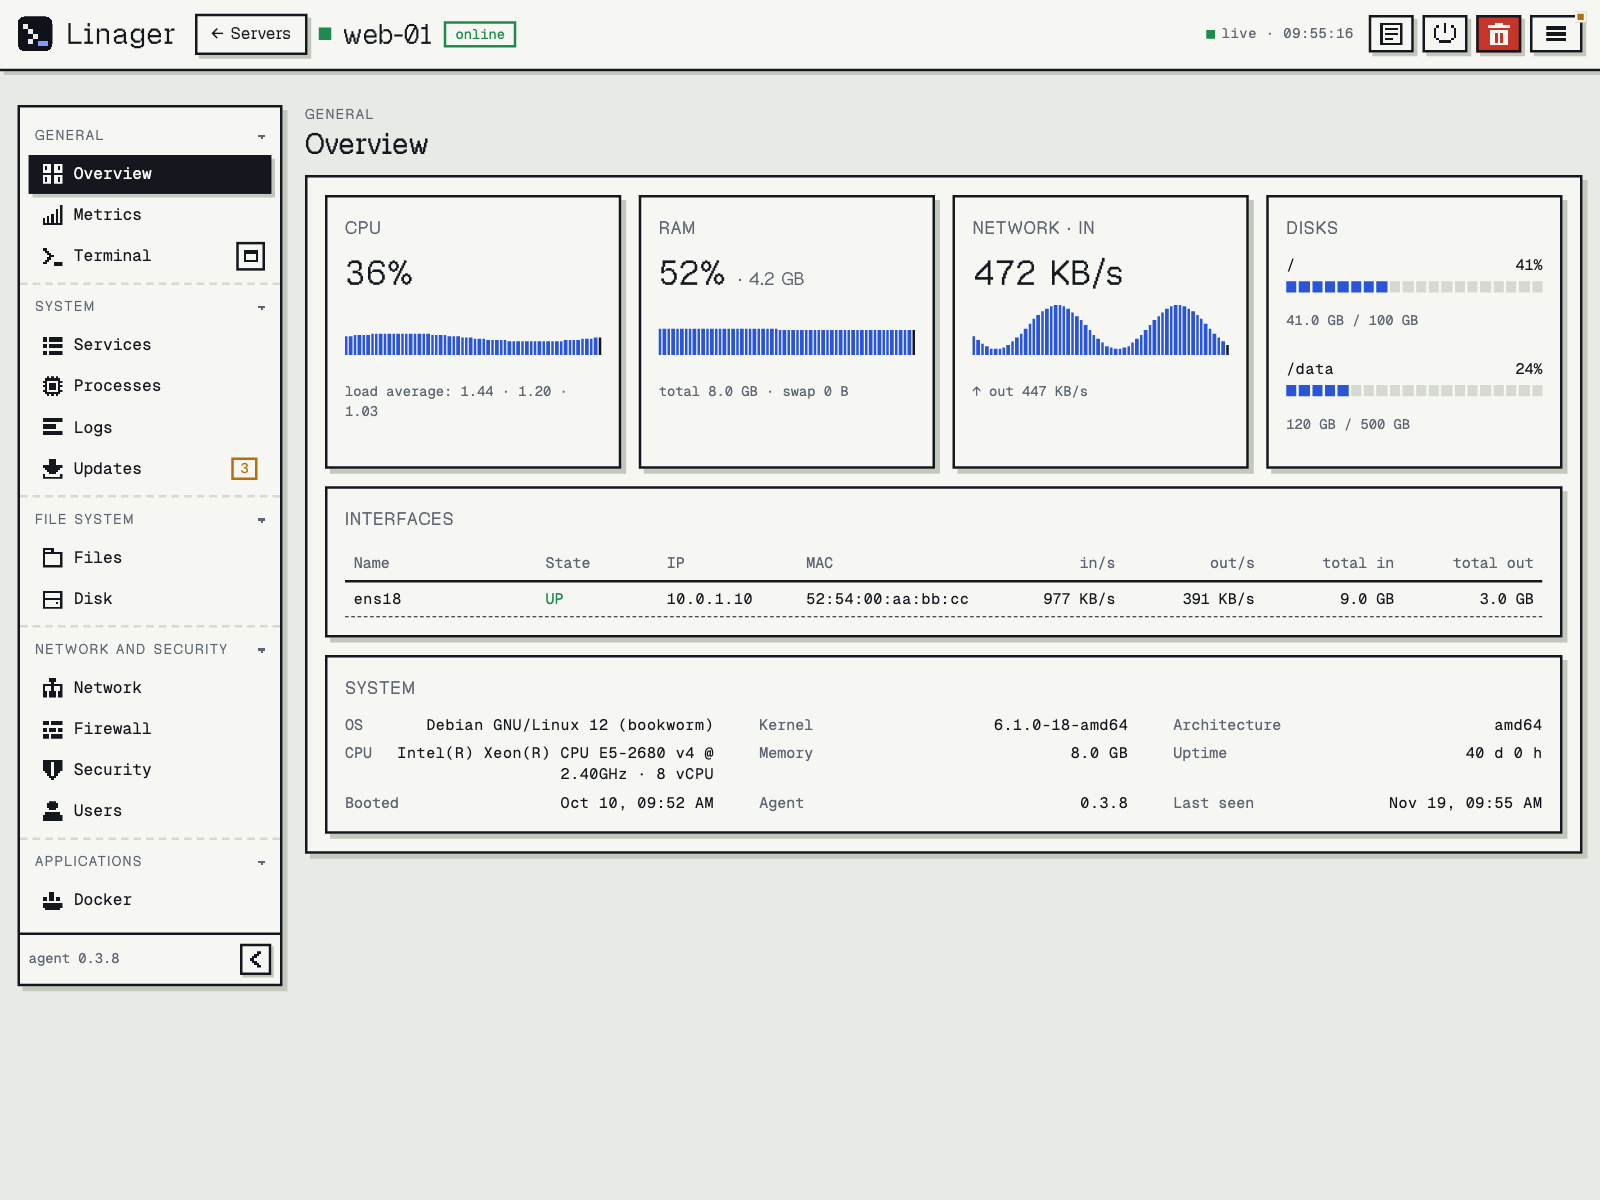 Linager
← Servers
web-01
online
live · 09:55:16
GENERAL
Overview
Metrics
Terminal
SYSTEM
Services
Processes
Logs
Updates
3
FILE SYSTEM
Files
Disk
NETWORK AND SECURITY
Network
Firewall
Security
Users
APPLICATIONS
Docker
agent 0.3.8
GENERAL
Overview
CPU
36%
load average: 1.44 · 1.20 ·
1.03
RAM
52% · 4.2 GB
total 8.0 GB · swap 0 B
NETWORK · IN
472 KB/s
↑ out 447 KB/s
DISKS
/ 41%
41.0 GB / 100 GB
/data 24%
120 GB / 500 GB
INTERFACES
Name State IP MAC in/s out/s total in total out
ens18 UP 10.0.1.10 52:54:00:aa:bb:cc 977 KB/s 391 KB/s 9.0 GB 3.0 GB
SYSTEM
OS Debian GNU/Linux 12 (bookworm) Kernel 6.1.0-18-amd64 Architecture amd64
CPU Intel(R) Xeon(R) CPU E5-2680 v4 @ Memory 8.0 GB Uptime 40 d 0 h
2.40GHz · 8 vCPU
Booted Oct 10, 09:52 AM Agent 0.3.8 Last seen Nov 19, 09:55 AM